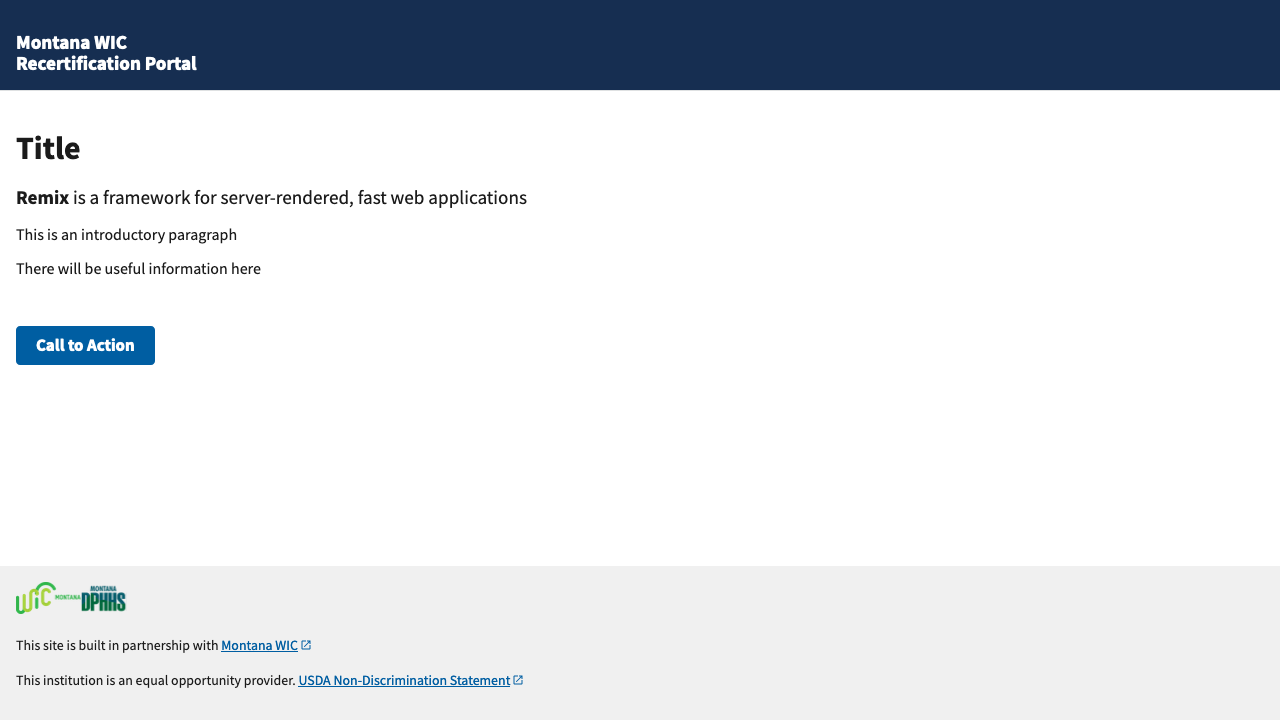 Montana WIC
Recertification Portal
Title
Remix is a framework for server-rendered, fast web applications
This is an introductory paragraph
There will be useful information here
Call to Action
WIC MONTANA MONTANA DPHHS
This site is built in partnership with Montana WIC
This institution is an equal opportunity provider. USDA Non-Discrimination Statement